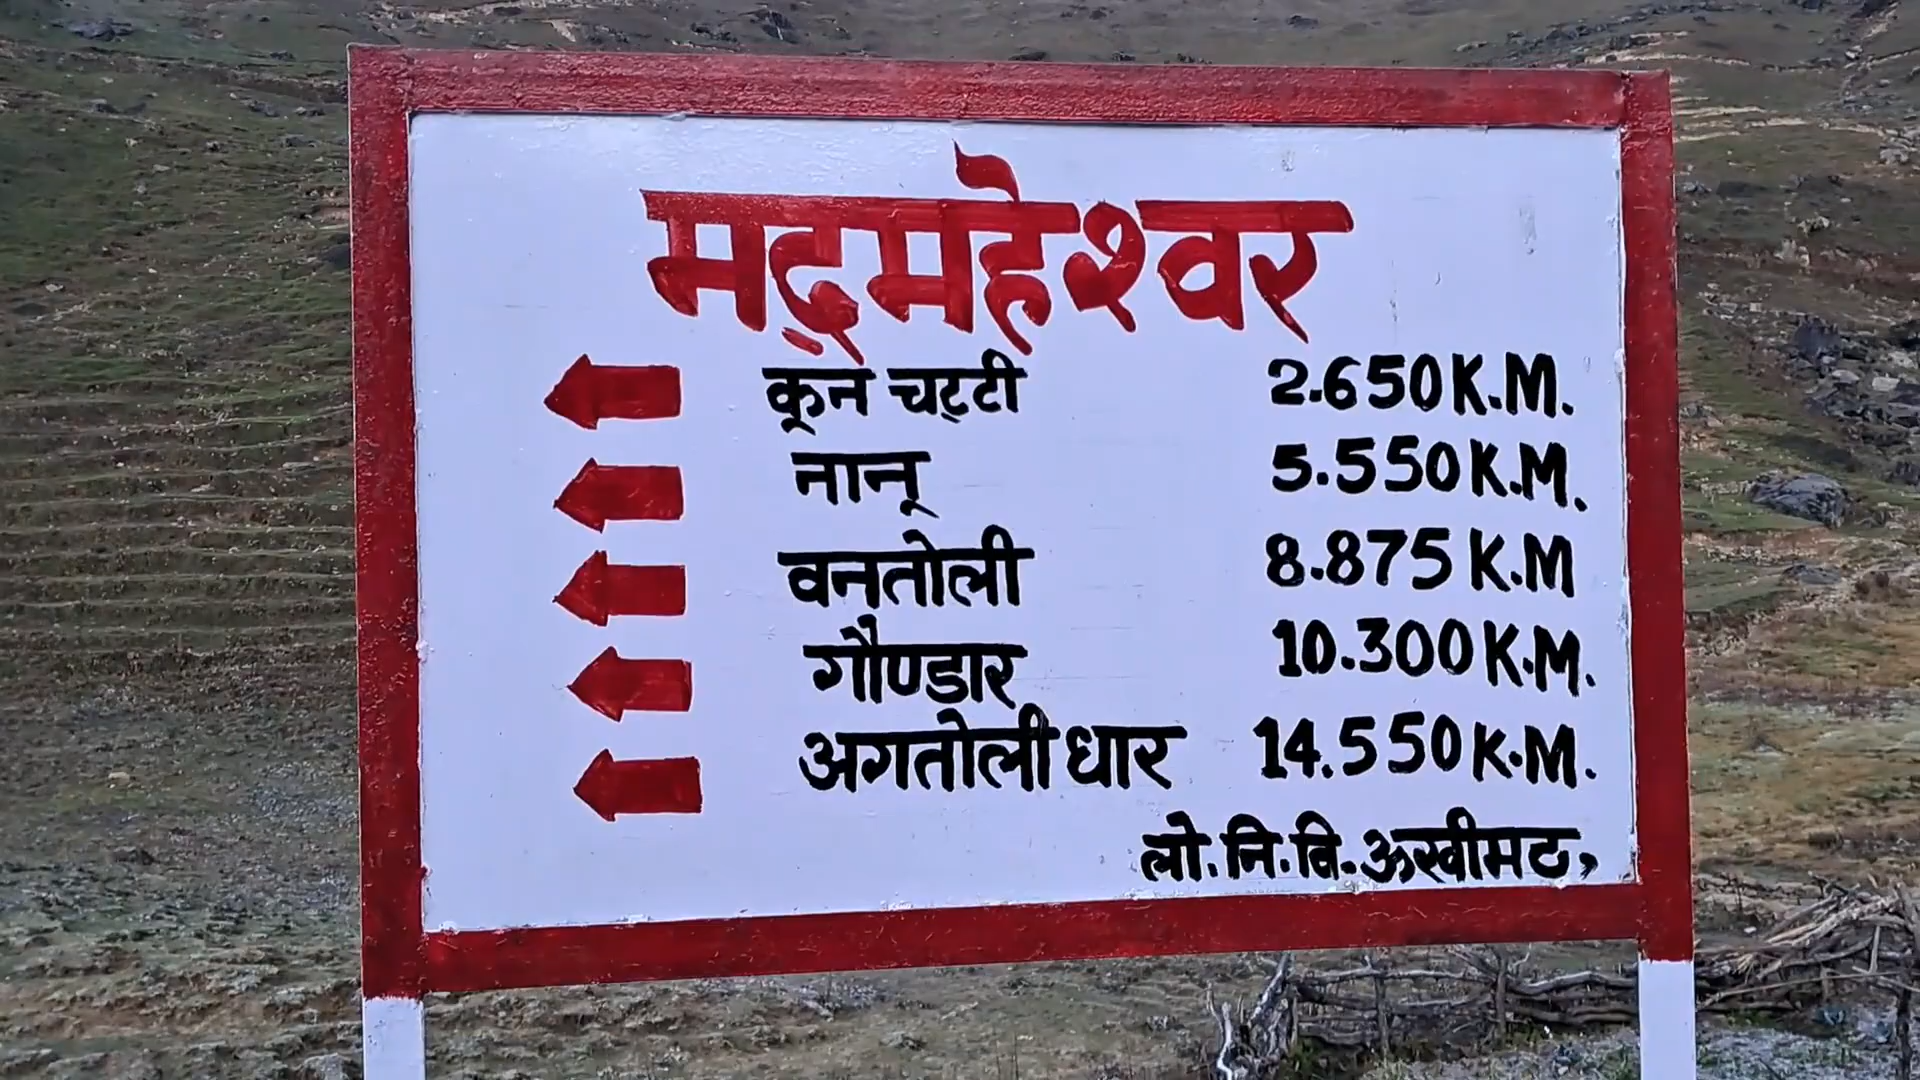 मद्महेश्वर
कून चट्टी 2.650 K.M.
नानू 5.550 K.M.
वनतोली 8.875 K.M
गौण्डार 10.300 K.M.
अगतोली धार 14.550 K.M.
लो.नि.वि.ऊखीमठ,